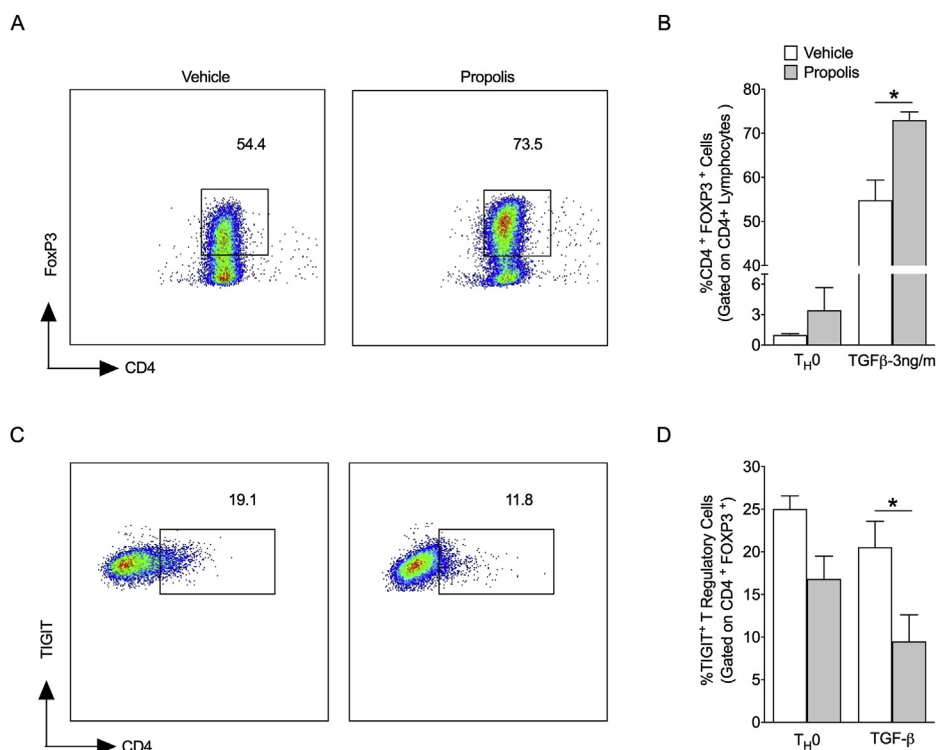 A
Vehicle
Propolis
54.4
73.5
FoxP3
CD4
B
Vehicle
Propolis
%CD4 + FOXP3 + Cells
(Gated on CD4+ Lymphocytes )
80
70
60
50
40
6
3
0
*
TH0
TGFβ-3ng/m
C
19.1
11.8
TIGIT
CD4
D
%TIGIT+ T Regulatory Cells
(Gated on CD4 + FOXP3 +)
30
25
20
15
10
5
0
*
TH0
TGF-β